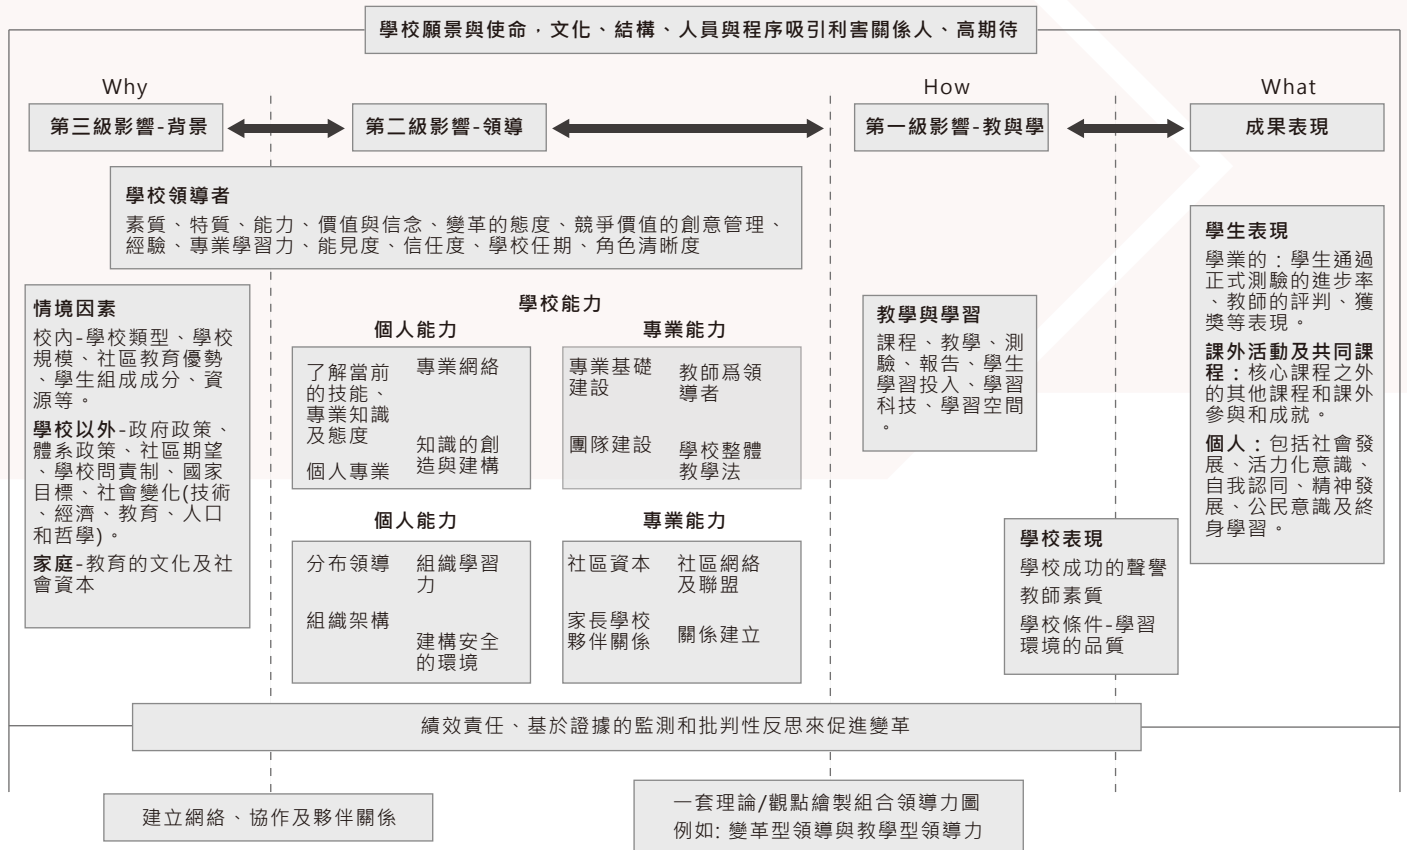 學校願景與使命，文化、結構、人員與程序吸引利害關係人、高期待
Why
How
What
第三級影響-背景
第二級影響-領導
第一級影響-教與學
成果表現
學校領導者
素質、特質、能力、價值與信念、變革的態度、競爭價值的創意管理、
經驗、專業學習力、能見度、信任度、學校任期、角色清晰度
情境因素
校內-學校類型、學校
規模、社區教育優勢
、學生組成成分、資
源等。
學校以外-政府政策、
體系政策、社區期望
、學校問責制、國家
目標、社會變化(技術
、經濟、教育、人口
和哲學)。
家庭-教育的文化及社
會資本
學校能力
個人能力
了解當前
的技能、
專業知識
及態度
個人專業
專業網絡
知識的創
造與建構
專業能力
專業基礎
建設
團隊建設
教師爲領
導者
學校整體
教學法
個人能力
分布領導
組織架構
組織學習
力
建構安全
的環境
專業能力
社區資本
家長學校
夥伴關係
社區網絡
及聯盟
關係建立
教學與學習
課程、教學、測
驗、報告、學生
學習投入、學習
科技、學習空間
。
學校表現
學校成功的聲譽
教師素質
學校條件-學習
環境的品質
學生表現
學業的：學生通過
正式測驗的進步率
、教師的評判、獲
獎等表現。
課外活動及共同課
程：核心課程之外
的其他課程和課外
參與和成就。
個人：包括社會發
展、活力化意識、
自我認同、精神發
展、公民意識及終
身學習。
績效責任、基於證據的監測和批判性反思來促進變革
建立網絡、協作及夥伴關係
一套理論/觀點繪製組合領導力圖
例如: 變革型領導與教學型領導力